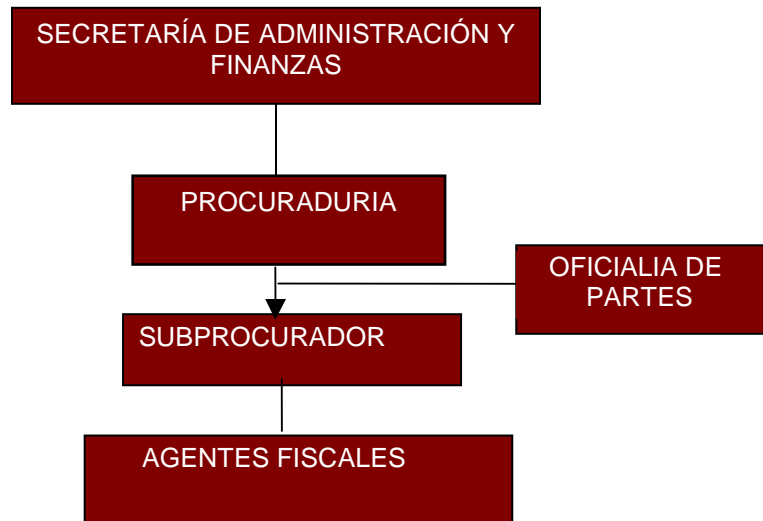 SECRETARÍA DE ADMINISTRACIÓN Y
FINANZAS
PROCURADURIA
OFICIALIA DE
PARTES
SUBPROCURADOR
AGENTES FISCALES